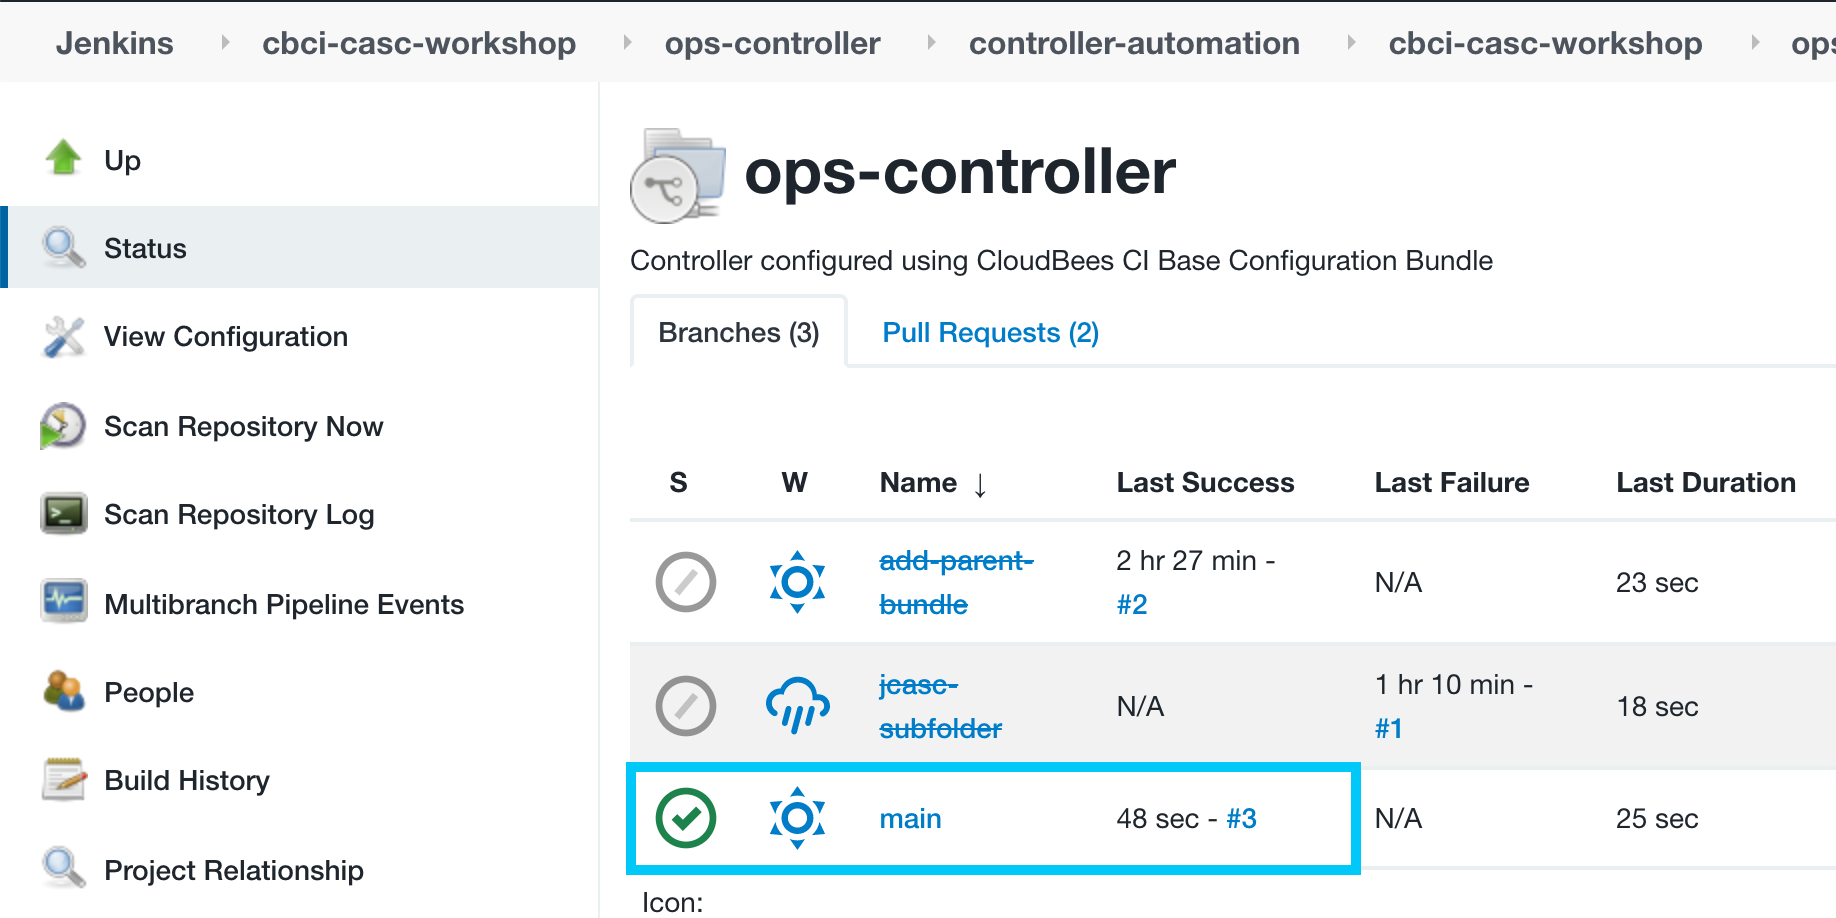 Jenkins cbci-casc-workshop ops-controller controller-automation cbci-casc-workshop
Up
Status
View Configuration
Scan Repository Now
Scan Repository Log
Multibranch Pipeline Events
People
Build History
Project Relationship
ops-controller
Controller configured using CloudBees CI Base Configuration Bundle
Branches (3) Pull Requests (2)
S W Name ↓ Last Success Last Failure Last Duration
add-parent-
bundle
2 hr 27 min -
#2
N/A
23 sec
jcasc-
subfolder
N/A
1 hr 10 min -
#1
18 sec
main 48 sec - #3 N/A 25 sec
Icon: